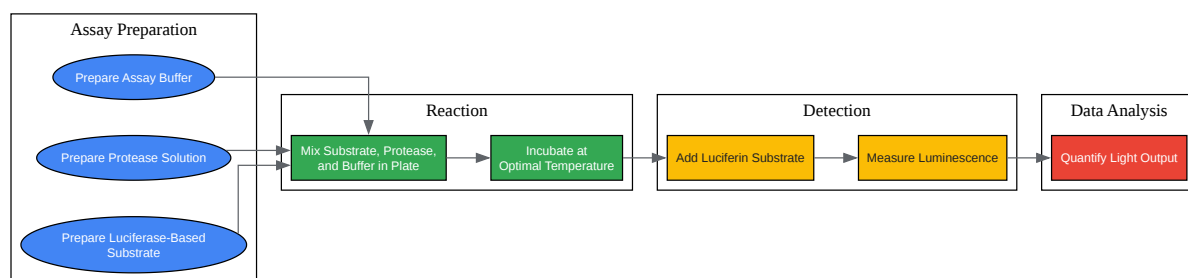 Assay Preparation
Prepare Assay Buffer
Prepare Protease Solution
Prepare Luciferase-Based
Substrate
Reaction
Mix Substrate, Protease,
and Buffer in Plate
Incubate at
Optimal Temperature
Detection
Add Luciferin Substrate
Measure Luminescence
Data Analysis
Quantify Light Output